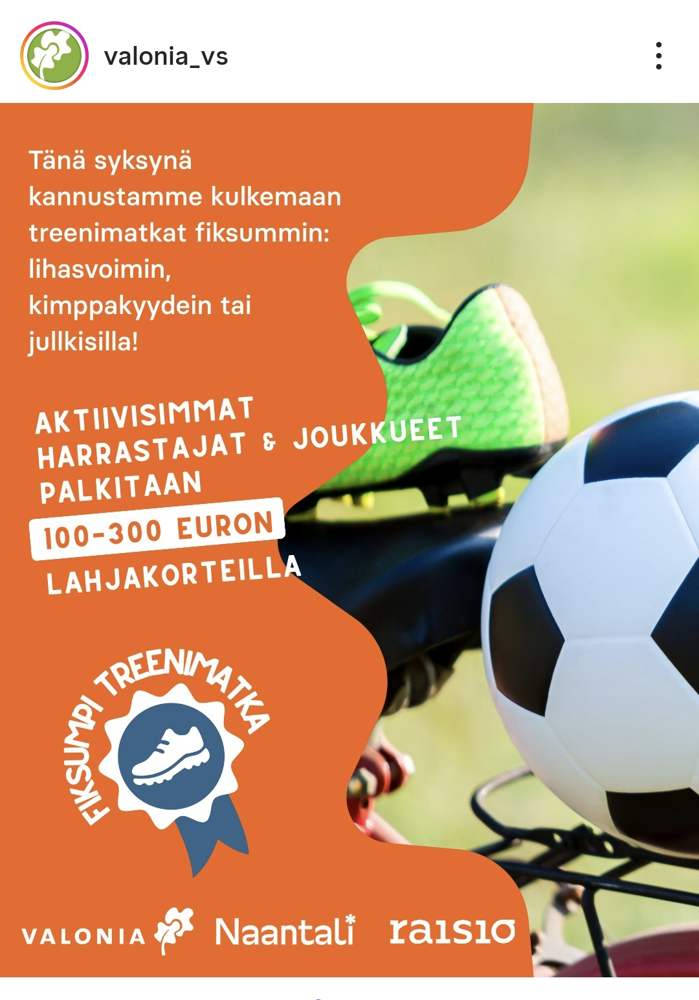 valonia_vs
Tänä syksynä
kannustamme kulkemaan
treenimatkat fiksummin:
lihasvoimin,
kimppakyydein tai
jullkisilla!
AKTIIVISIMMAT
HARRASTAJAT & JOUKKUEET
PALKITAAN
100-300 EURON
LAHJAKORTEILLA
FIKSUMPI TREENIMATKA
VALONIA
Naantali
raisio